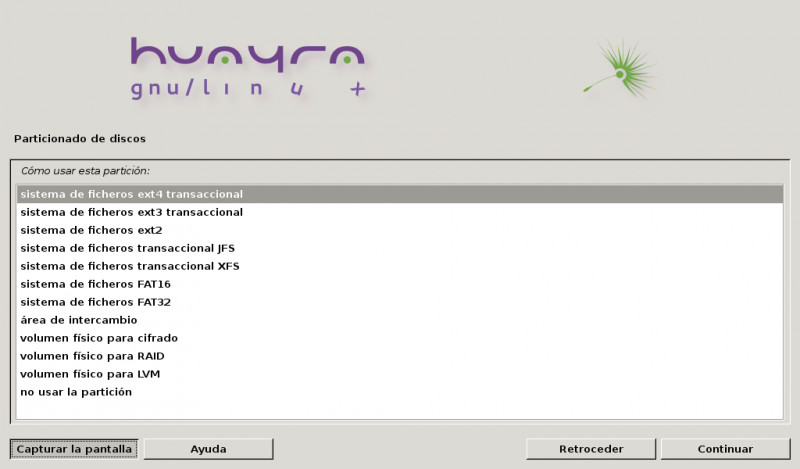 huayra
gnu/linux
Particionado de discos
Cómo usar esta partición:
sistema de ficheros ext4 transaccional
sistema de ficheros ext3 transaccional
sistema de ficheros ext2
sistema de ficheros transaccional JFS
sistema de ficheros transaccional XFS
sistema de ficheros FAT16
sistema de ficheros FAT32
área de intercambio
volumen físico para cifrado
volumen físico para RAID
volumen físico para LVM
no usar la partición
Capturar la pantalla
Ayuda
Retroceder
Continuar